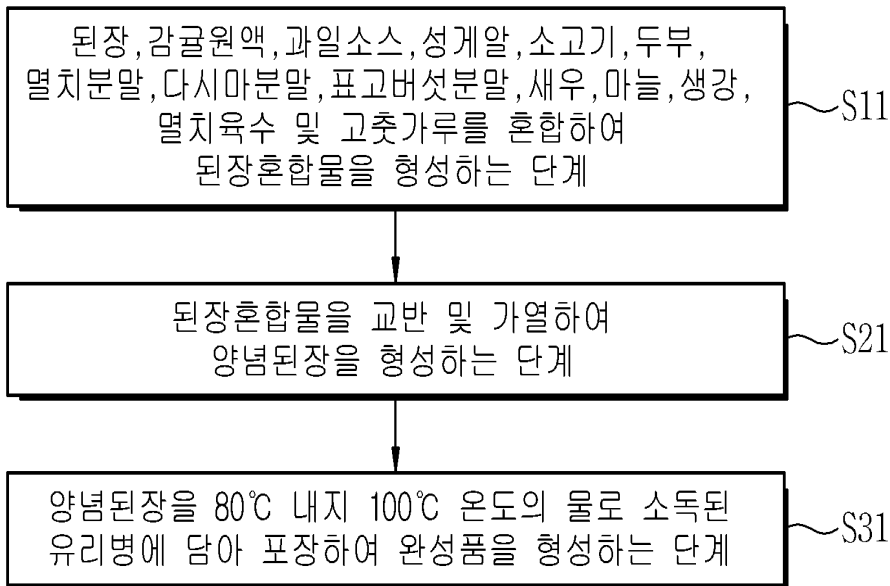 된장,감귤원액,과일소스,성게알,소고기,두부,
멸치분말,다시마분말,표고버섯분말,새우,마늘,생강,
멸치육수 및 고춧가루를 혼합하여
된장혼합물을 형성하는 단계
S11
된장혼합물을 교반 및 가열하여
양념된장을 형성하는 단계
S21
양념된장을 80℃ 내지 100℃ 온도의 물로 소독된
유리병에 담아 포장하여 완성품을 형성하는 단계
S31